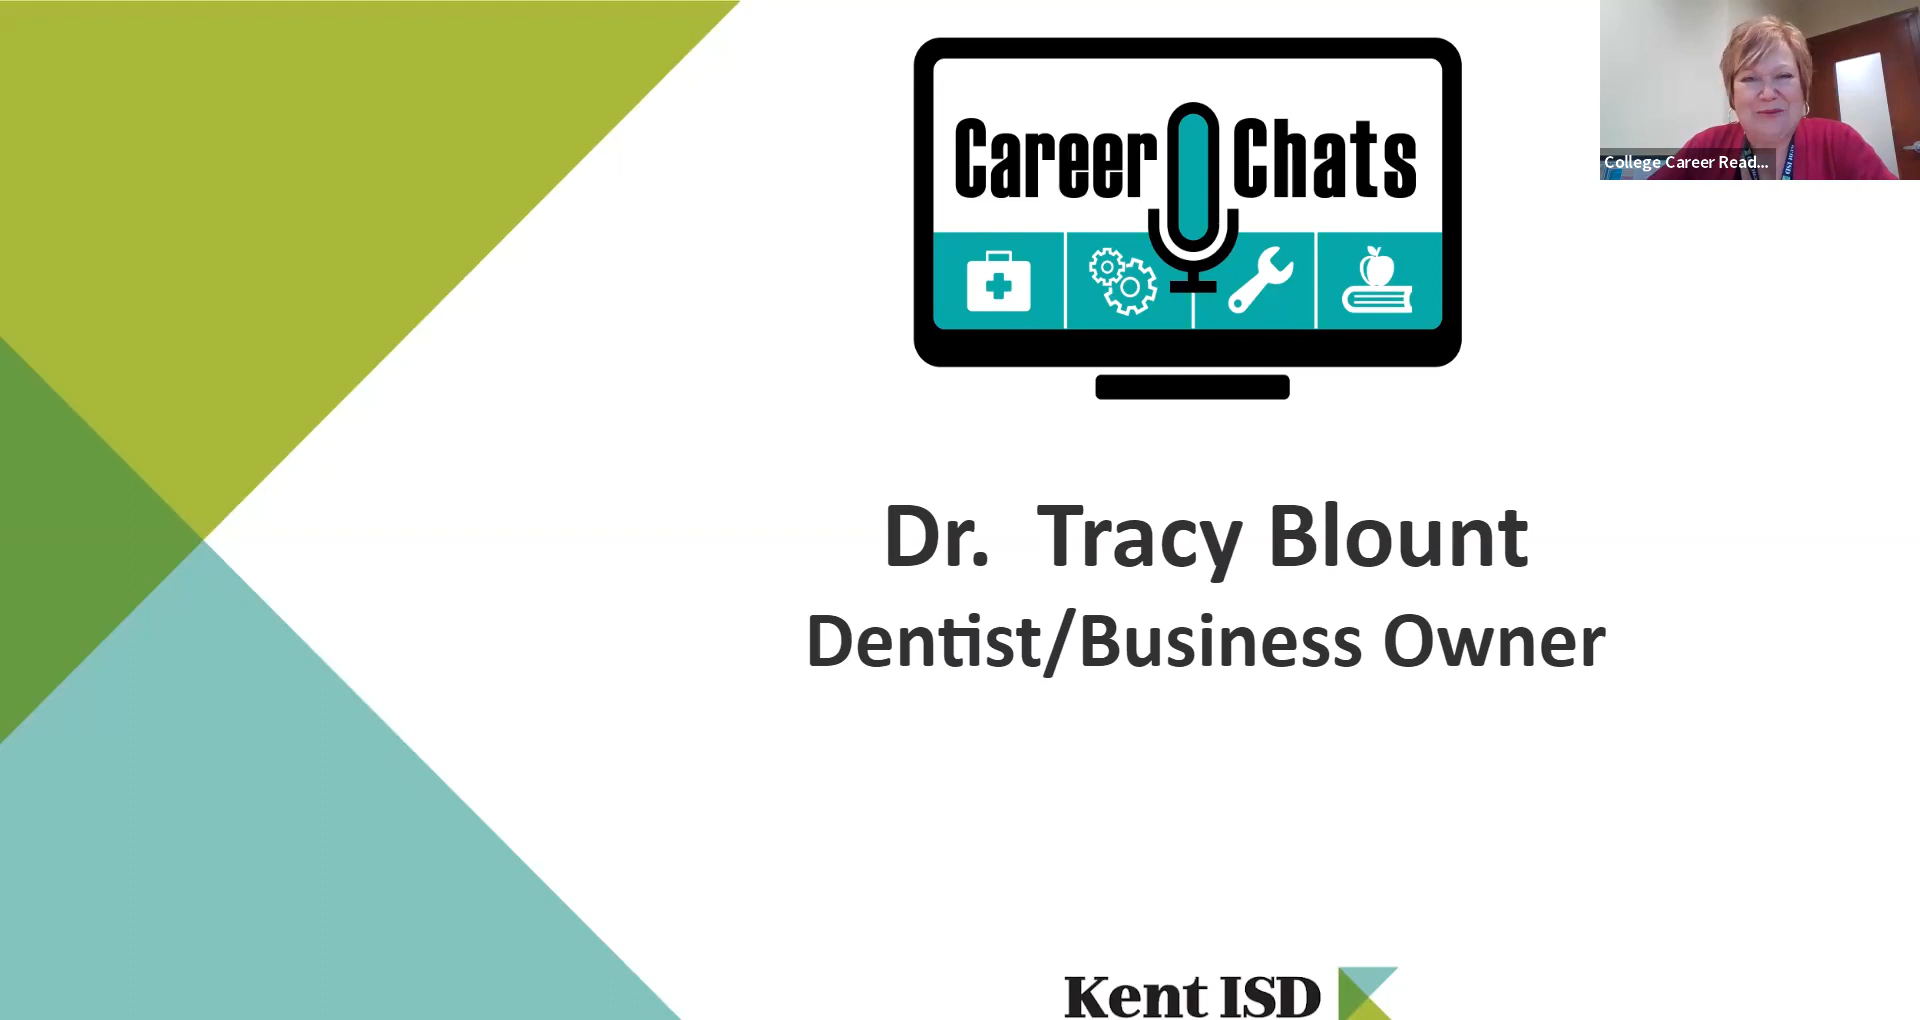 Career Chats
College Career Read...
Dr. Tracy Blount
Dentist/Business Owner
Kent ISD